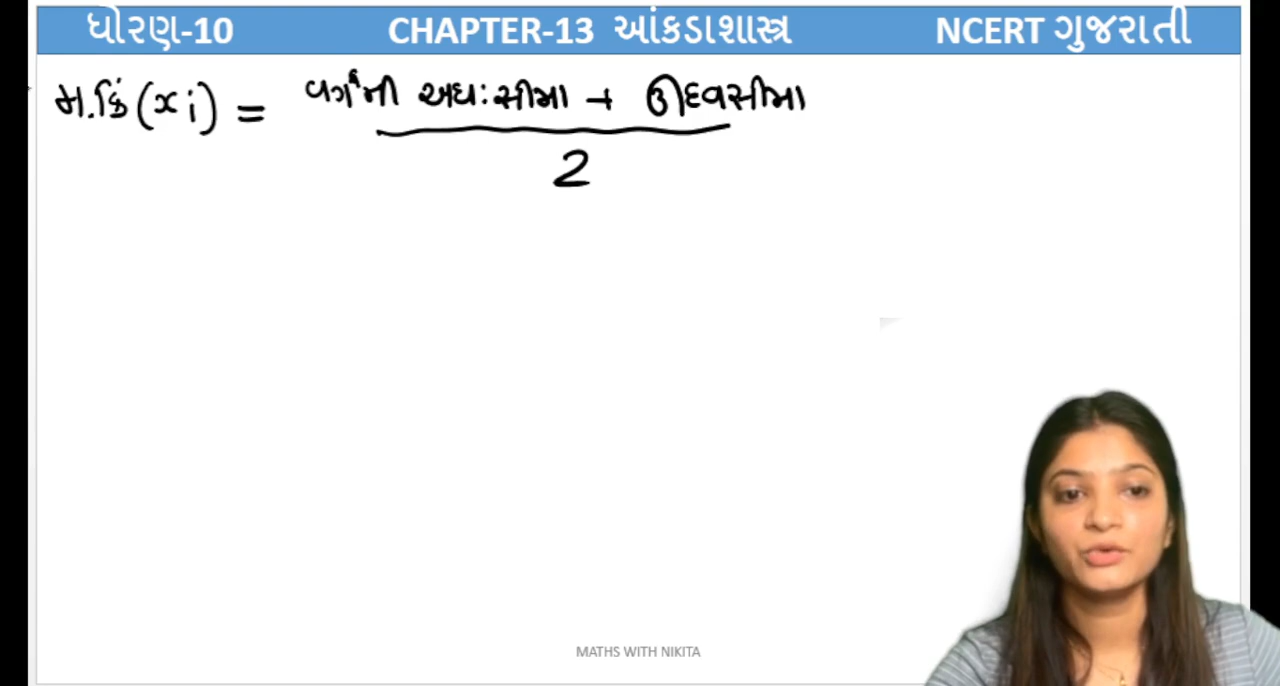 ધોરણ-10 CHAPTER-13 આંકડાશાસ્ત્ર NCERT ગુજરાતી
મ.કિં (xi) = વર્ગની અધઃસીમા + ઊર્ધ્વસીમા
2
MATHS WITH NIKITA